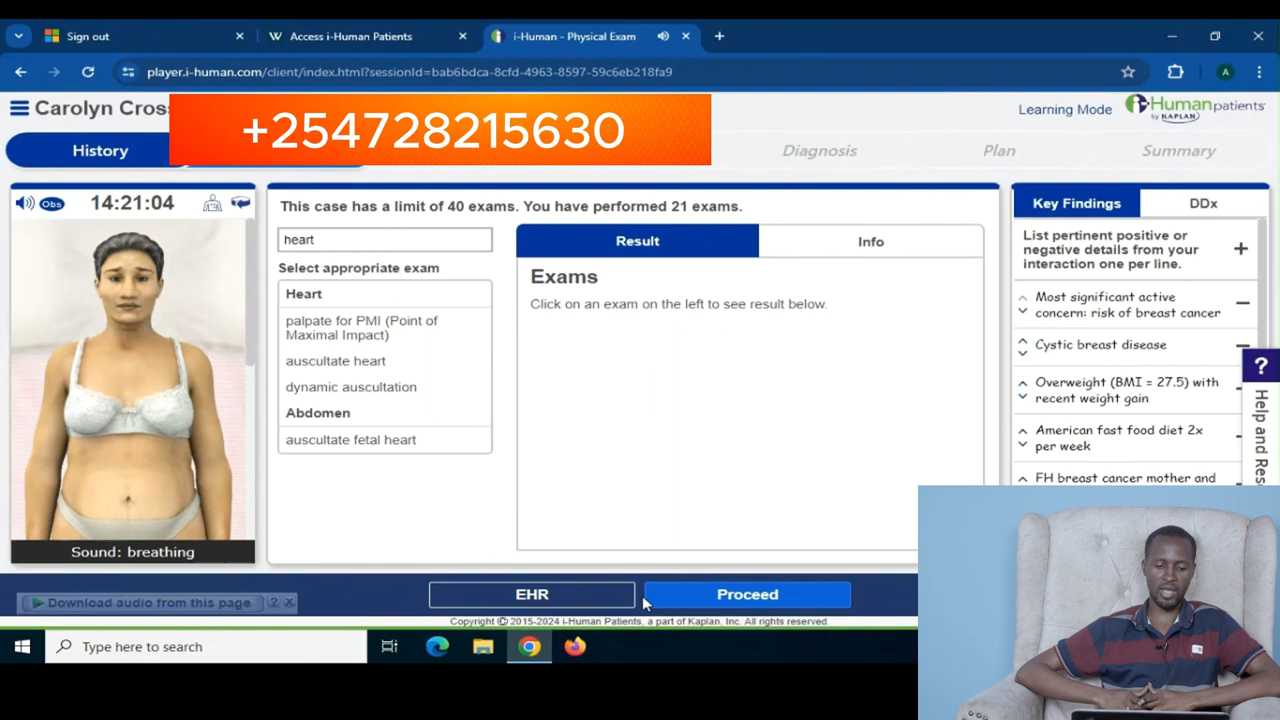 Sign out
Access i-Human Patients
i-Human - Physical Exam
player.i-human.com/client/index.html?sessionId=bab6bdca-8cfd-4963-8597-59c6eb218fa9
A
Carolyn Cross
+254728215630
Learning Mode
i-Human patients
by KAPLAN
History
Diagnosis
Plan
Summary
Obs
14:21:04
This case has a limit of 40 exams. You have performed 21 exams.
heart
Select appropriate exam
Heart
palpate for PMI (Point of
Maximal Impact)
auscultate heart
dynamic auscultation
Abdomen
auscultate fetal heart
Result
Info
Exams
Click on an exam on the left to see result below.
Key Findings
DDx
List pertinent positive or
negative details from your
interaction one per line.
Most significant active
concern: risk of breast cancer
Cystic breast disease
Overweight (BMI = 27.5) with
recent weight gain
American fast food diet 2x
per week
FH breast cancer mother and
?
Help and Res
Sound: breathing
Download audio from this page
?
EHR
Proceed
Copyright © 2015-2024 i-Human Patients, a part of Kaplan, Inc. All rights reserved.
Type here to search